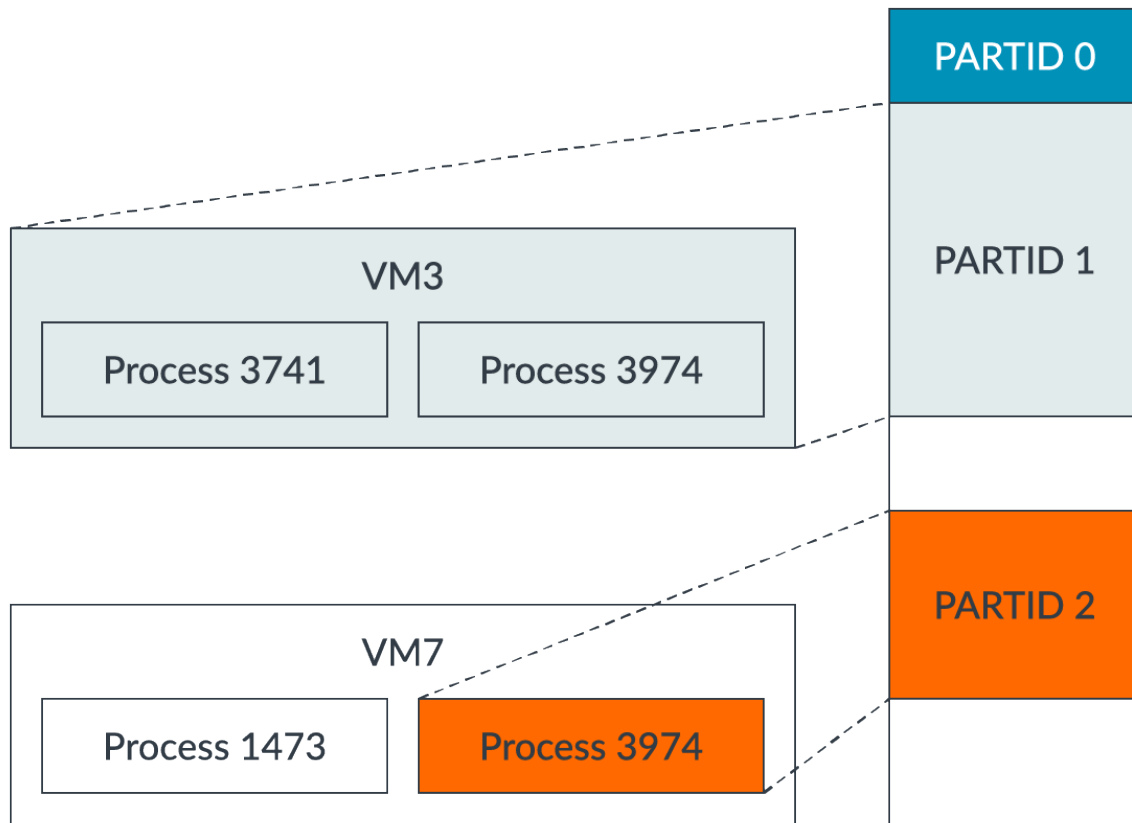 PARTID 0
PARTID 1
VM3
Process 3741
Process 3974
PARTID 2
VM7
Process 1473
Process 3974